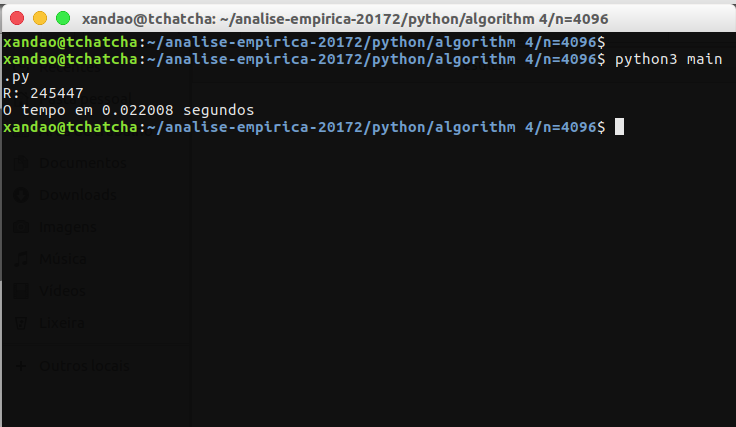 xandao@tchatcha: ~/analise-empirica-20172/python/algorithm 4/n=4096
xandao@tchatcha:~/analise-empirica-20172/python/algorithm 4/n=4096$
xandao@tchatcha:~/analise-empirica-20172/python/algorithm 4/n=4096$ python3 main
.py
R: 245447
O tempo em 0.022008 segundos
xandao@tchatcha:~/analise-empirica-20172/python/algorithm 4/n=4096$
Documentos
Downloads
Imagens
Música
Vídeos
Lixeira
Outros locais